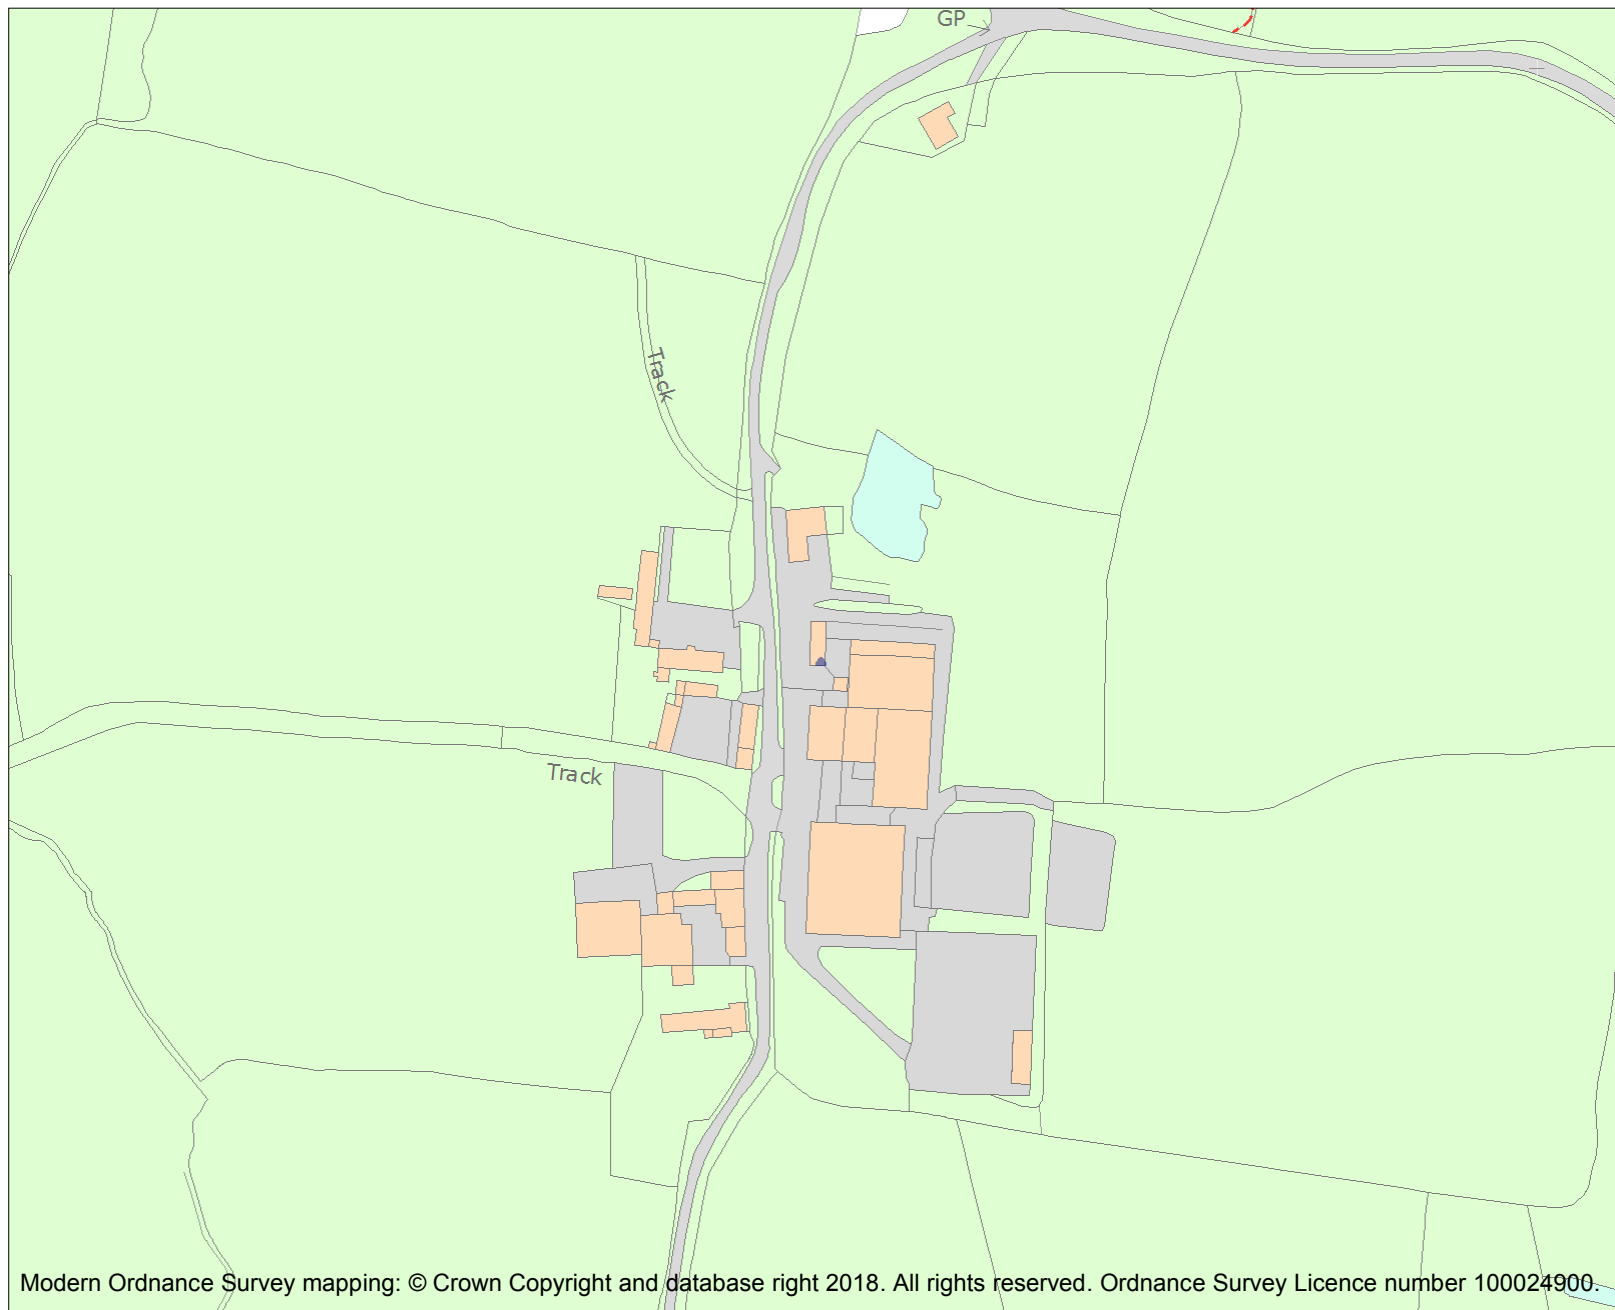 GP
Track
Track
Modern Ordnance Survey mapping: © Crown Copyright and database right 2018. All rights reserved. Ordnance Survey Licence number 100024900.